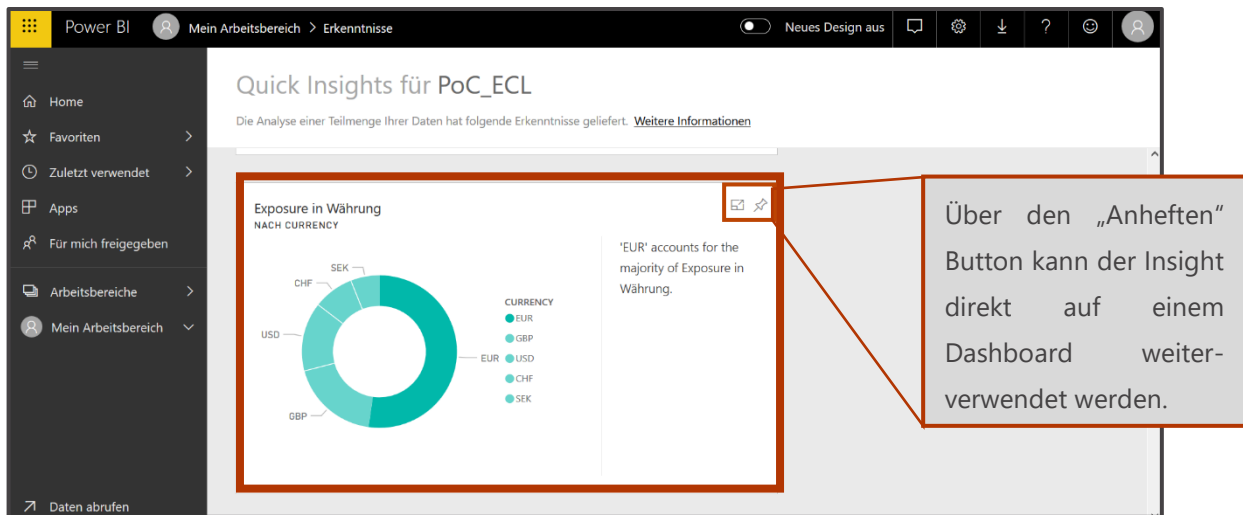 Power BI
Mein Arbeitsbereich > Erkenntnisse
Neues Design aus
?
Home
Favoriten
Zuletzt verwendet
Apps
Für mich freigegeben
Arbeitsbereiche
Mein Arbeitsbereich
Daten abrufen
Quick Insights für PoC_ECL
Die Analyse einer Teilmenge Ihrer Daten hat folgende Erkenntnisse geliefert. Weitere Informationen
Exposure in Währung
NACH CURRENCY
SEK
CHF
USD
GBP
EUR
CURRENCY
EUR
GBP
USD
CHF
SEK
'EUR' accounts for the
majority of Exposure in
Währung.
Über den „Anheften“
Button kann der Insight
direkt auf einem
Dashboard weiter-
verwendet werden.